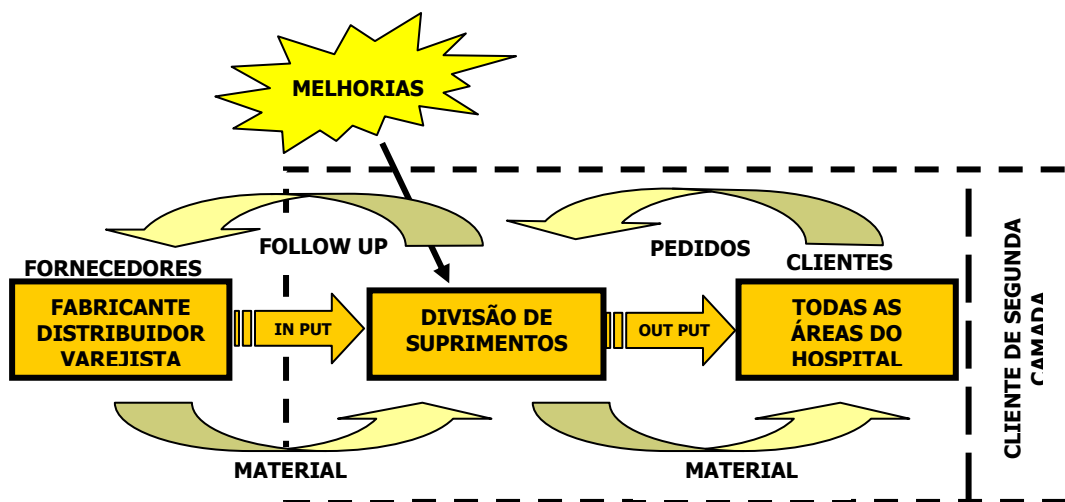 MELHORIAS
FOLLOW UP
PEDIDOS
FORNECEDORES
CLIENTES
FABRICANTE
DISTRIBUIDOR
VAREJISTA
IN PUT
DIVISÃO DE
SUPRIMENTOS
OUT PUT
TODAS AS
ÁREAS DO
HOSPITAL
MATERIAL
MATERIAL
CLIENTE DE SEGUNDA
CAMADA